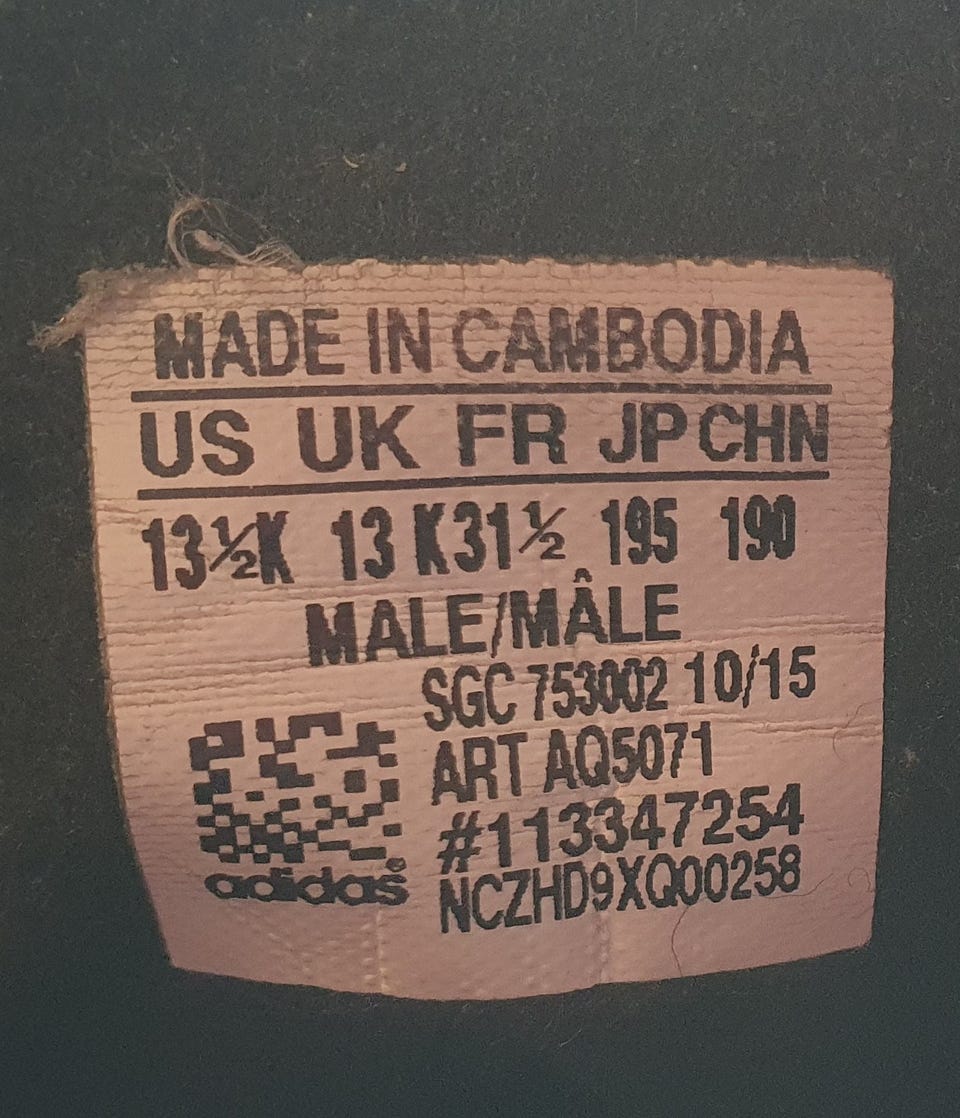 MADE IN CAMBODIA
US UK FR JP CHN
13½K 13 K 31½ 195 190
MALE/MÂLE
SGC 753002 10/15
ART AQ5071
#113347254
adidas® NCZHD9XQ00258